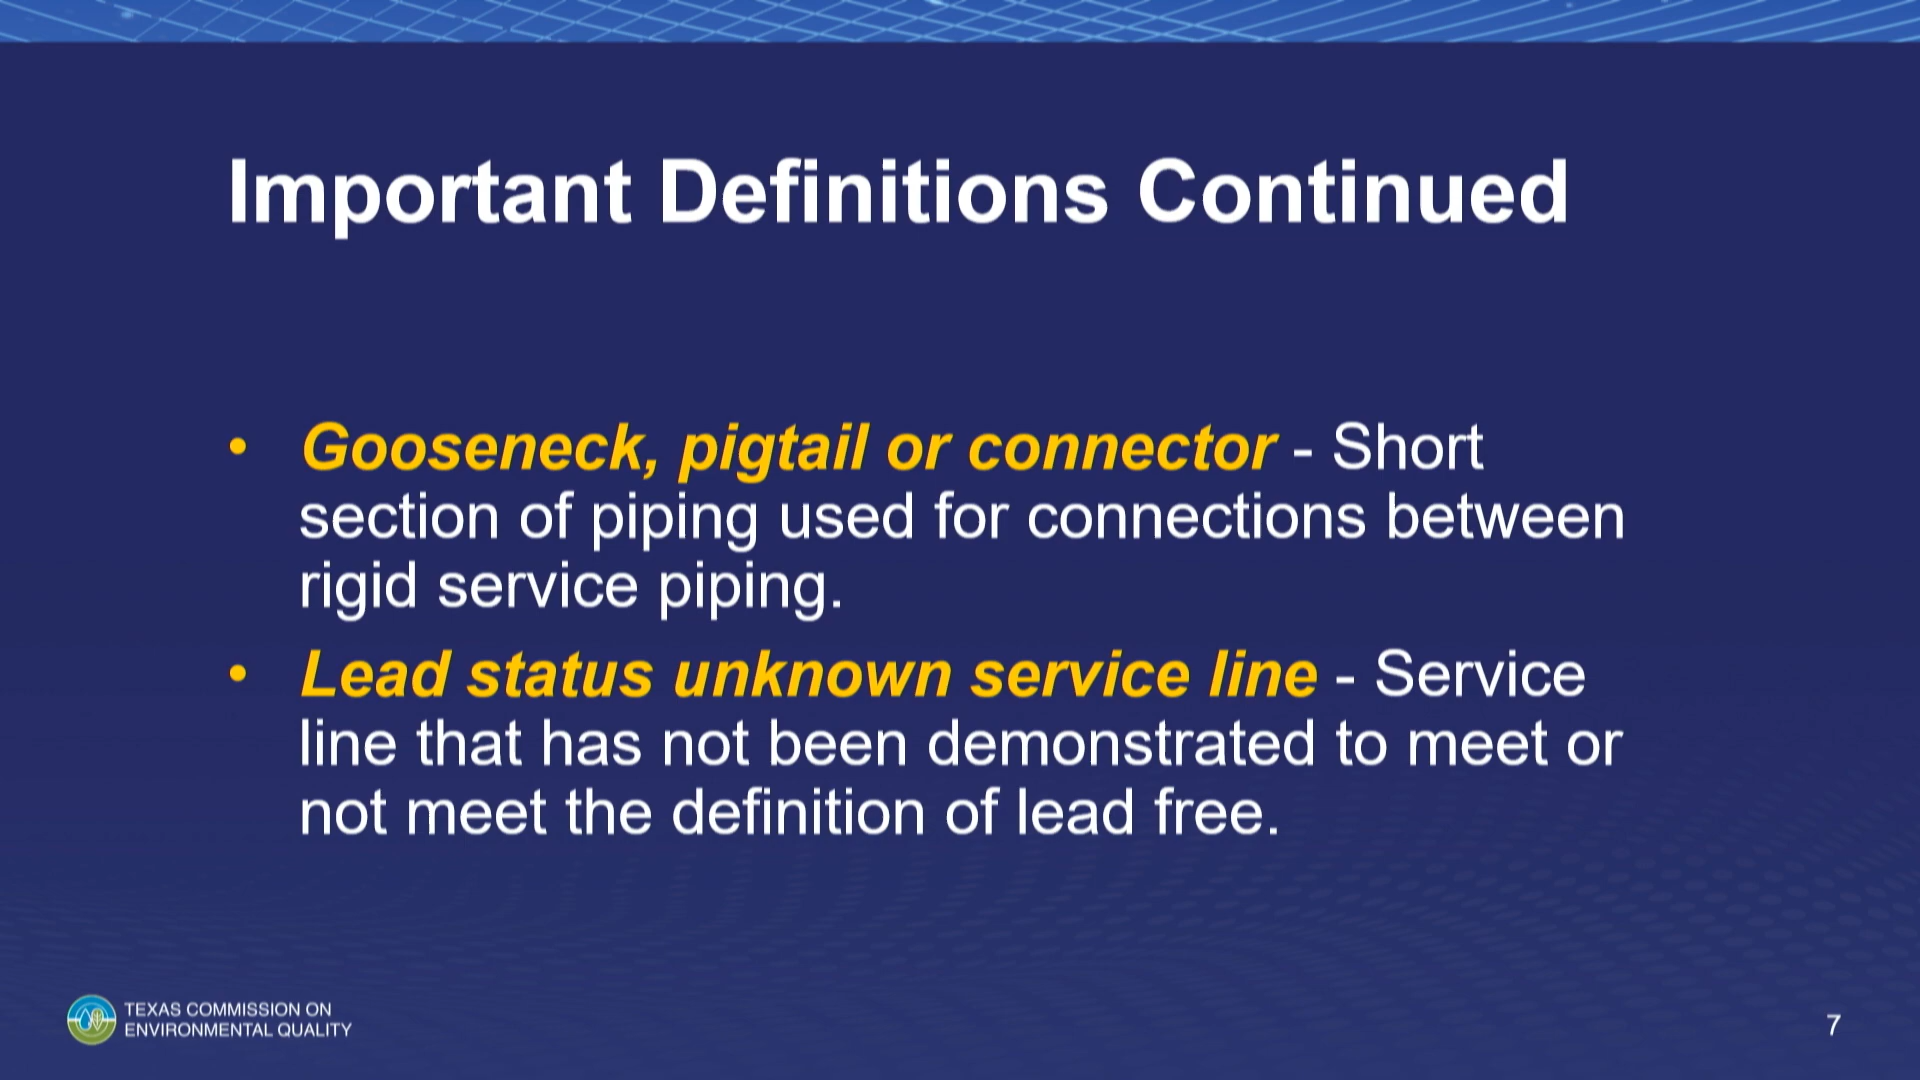 Important Definitions Continued
• Gooseneck, pigtail or connector - Short
section of piping used for connections between
rigid service piping.
• Lead status unknown service line - Service
line that has not been demonstrated to meet or
not meet the definition of lead free.
TEXAS COMMISSION ON
ENVIRONMENTAL QUALITY
7